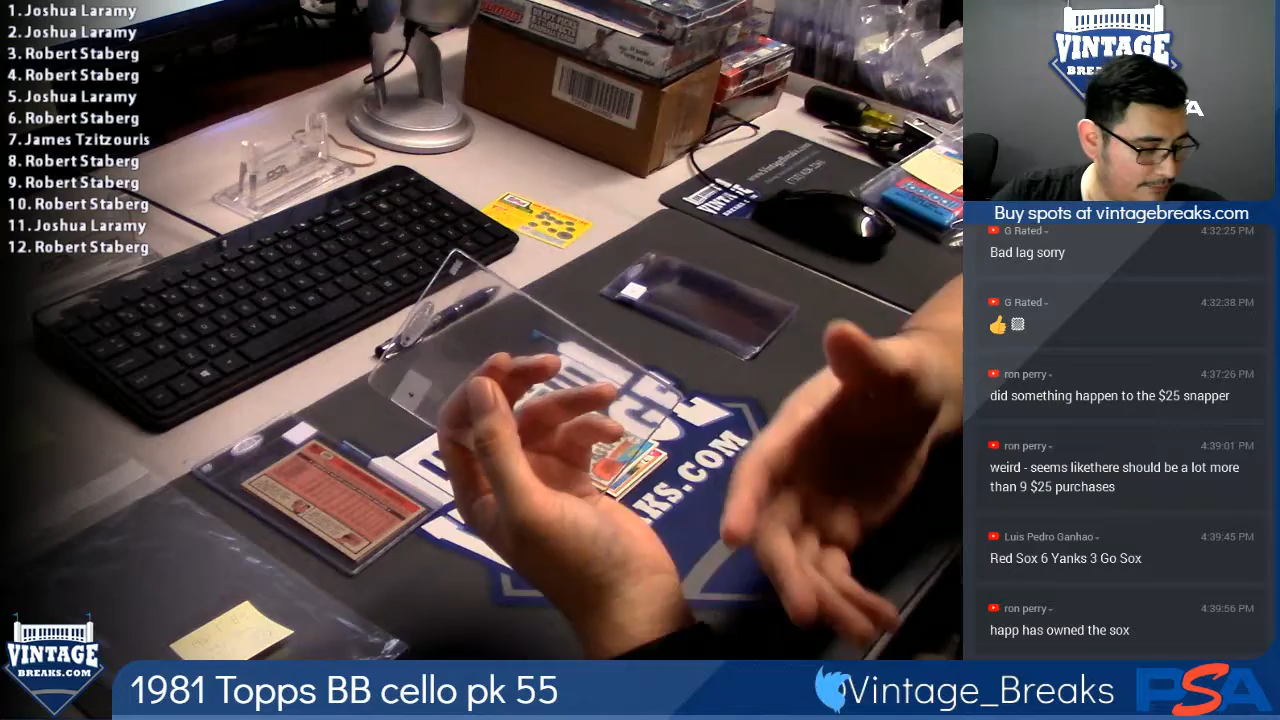 1. Joshua Laramy
2. Joshua Laramy
3. Robert Staberg
4. Robert Staberg
5. Joshua Laramy
6. Robert Staberg
7. James Tzitzouris
8. Robert Staberg
9. Robert Staberg
10. Robert Staberg
11. Joshua Laramy
12. Robert Staberg
VINTAGE
BREAKS
Buy spots at vintagebreaks.com
G Rated
4:32:25 PM
Bad lag sorry
G Rated
4:32:38 PM
ron perry
4:37:26 PM
did something happen to the $25 snapper
ron perry
4:39:01 PM
weird - seems likethere should be a lot more
than 9 $25 purchases
Luis Pedro Ganhao
4:39:45 PM
Red Sox 6 Yanks 3 Go Sox
ron perry
4:39:56 PM
happ has owned the sox
VINTAGE
KS.COM
VINTAGE
BREAKS.COM
1981 Topps BB cello pk 55
Vintage_Breaks
PSA